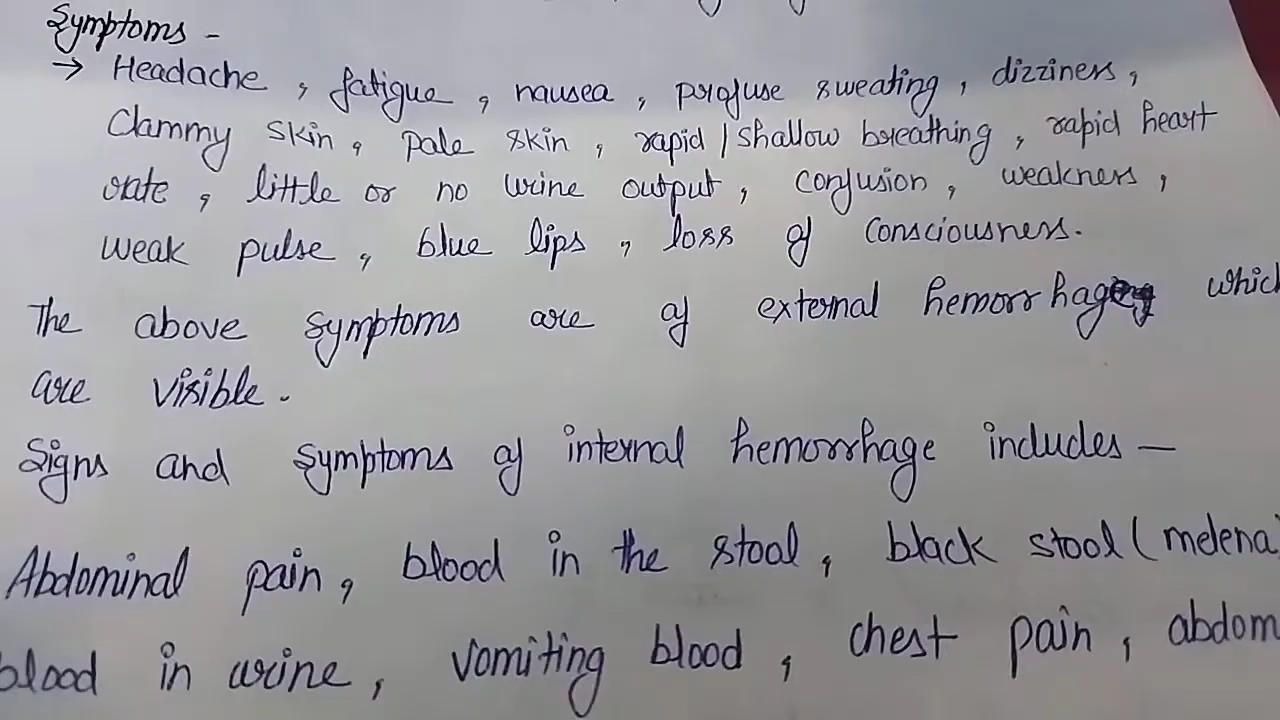 Symptoms -
→ Headache, fatigue, nausea, profuse sweating, dizziness,
Clammy skin, pale skin, rapid/shallow breathing, rapid heart
rate, little or no urine output, confusion, weakness,
weak pulse, blue lips, loss of consciousness.
The above symptoms are of external hemorrhage which
are visible.
Signs and symptoms of internal hemorrhage includes —
Abdominal pain, blood in the stool, black stool (melena
blood in urine, vomiting blood, chest pain, abdom